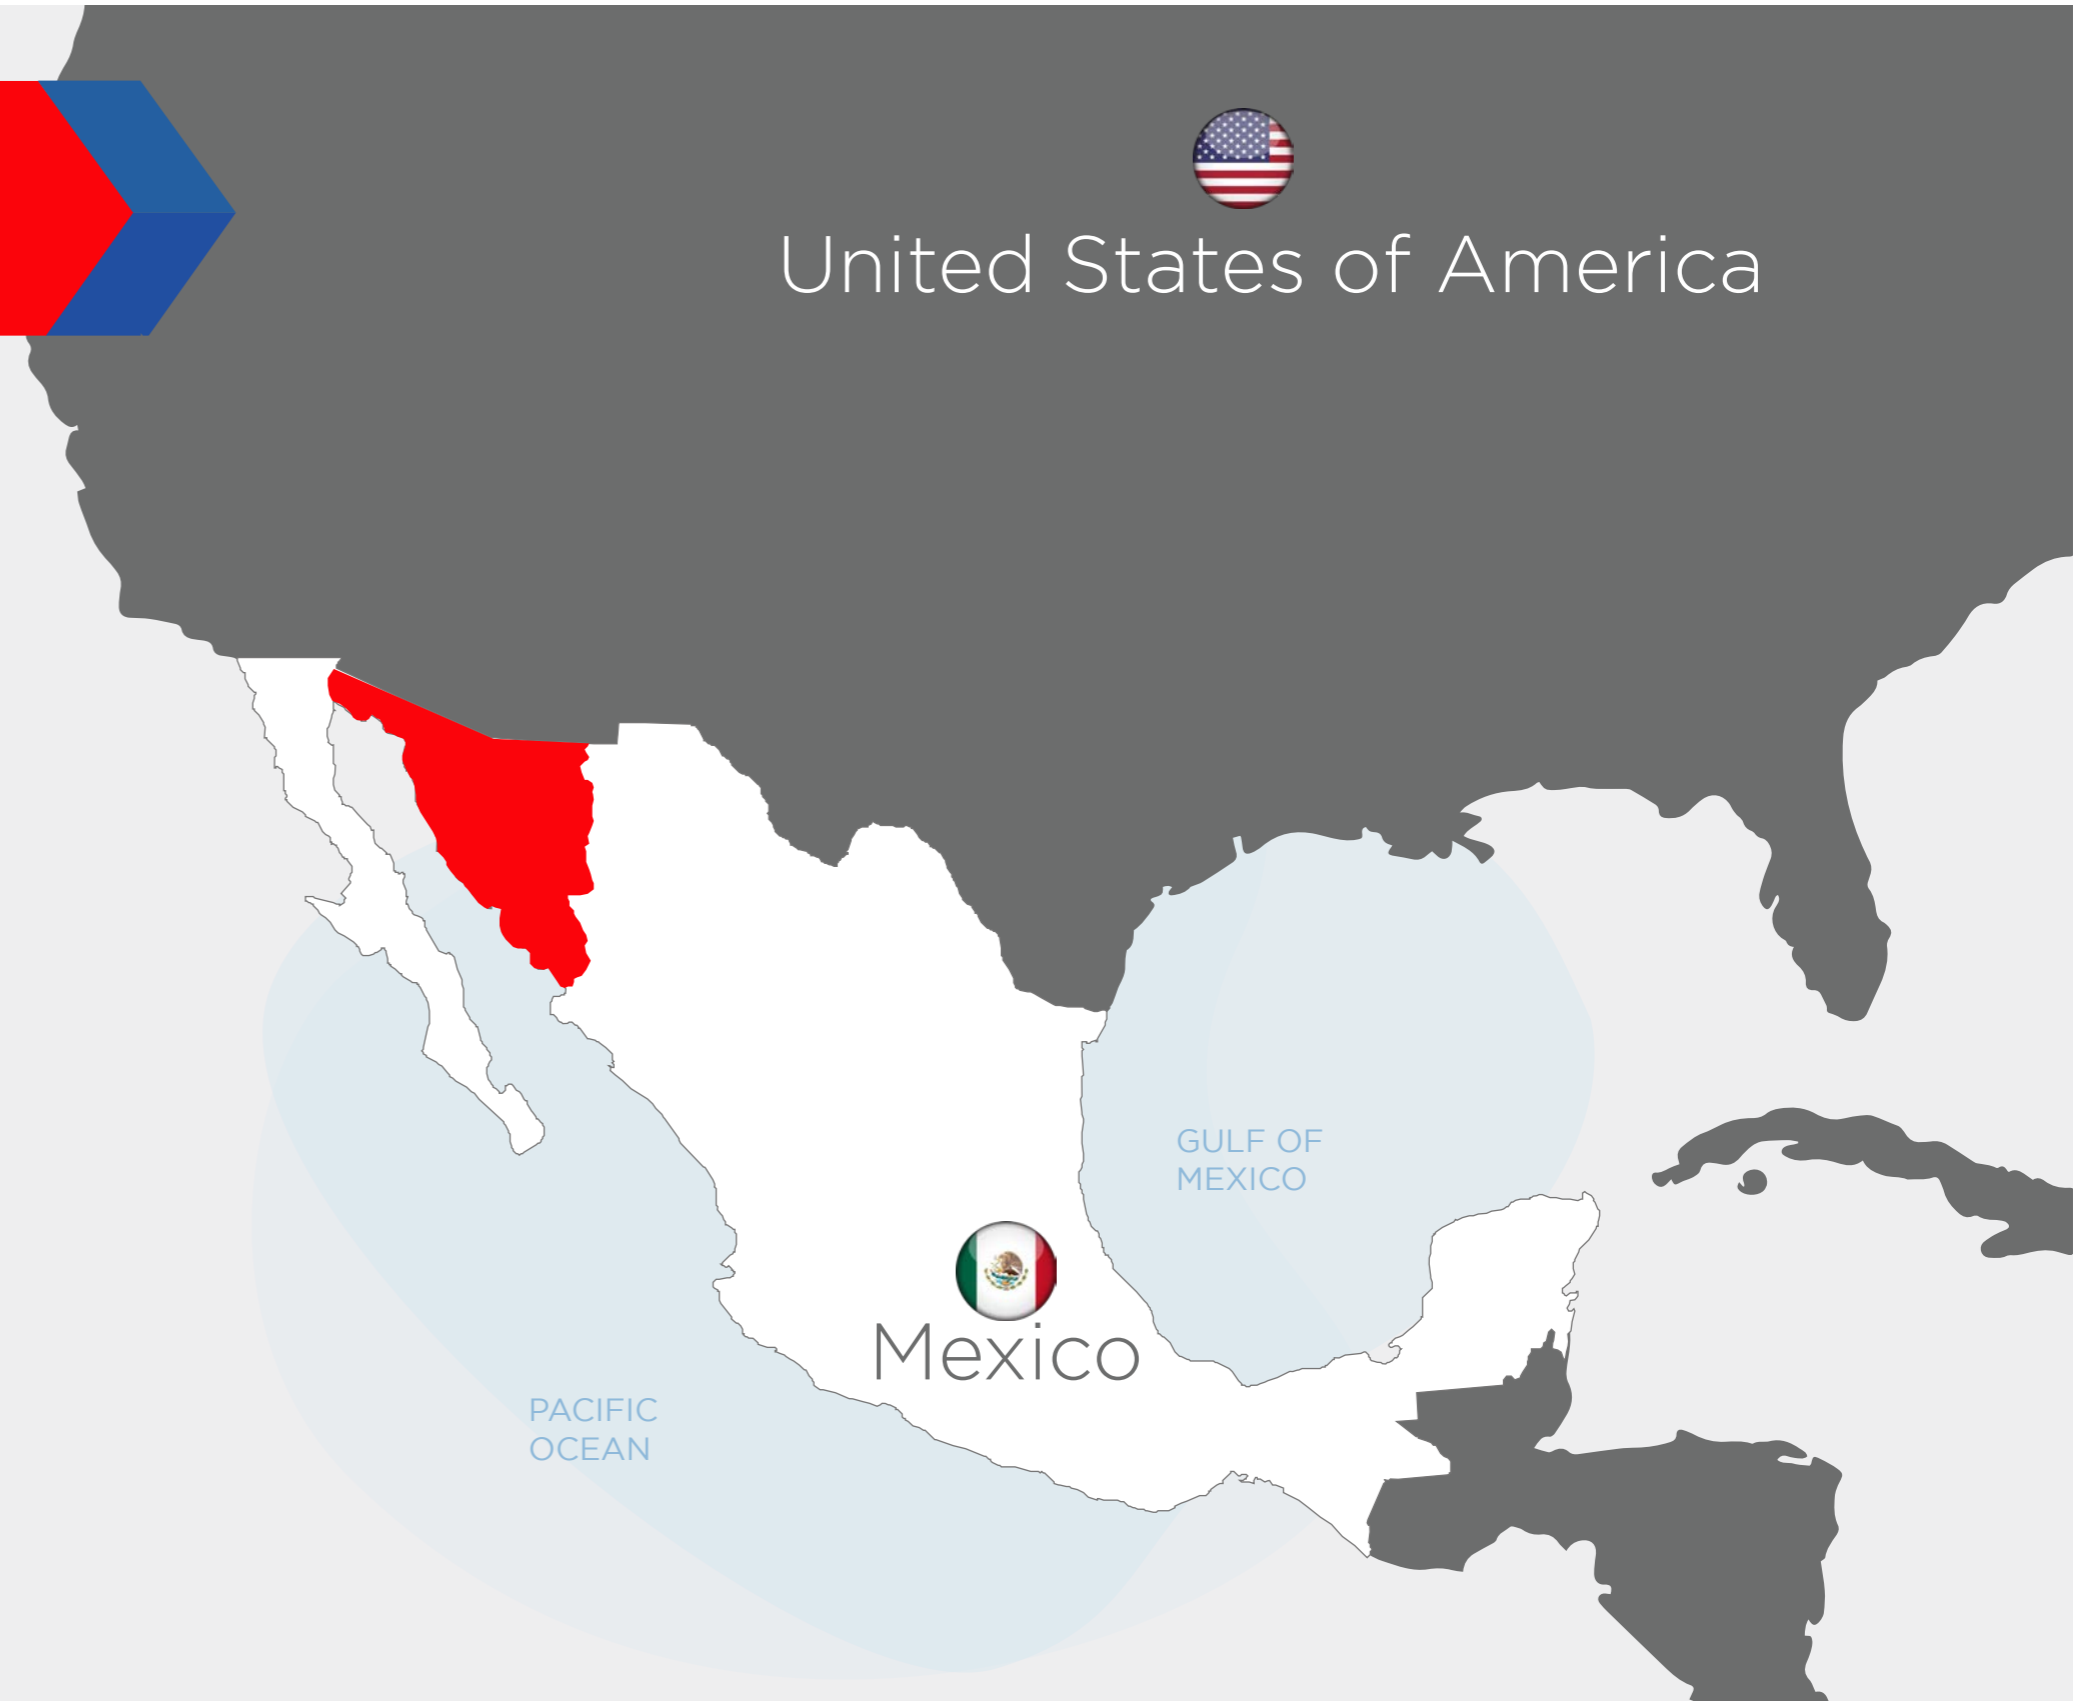 United States of America
GULF OF
MEXICO
Mexico
PACIFIC
OCEAN